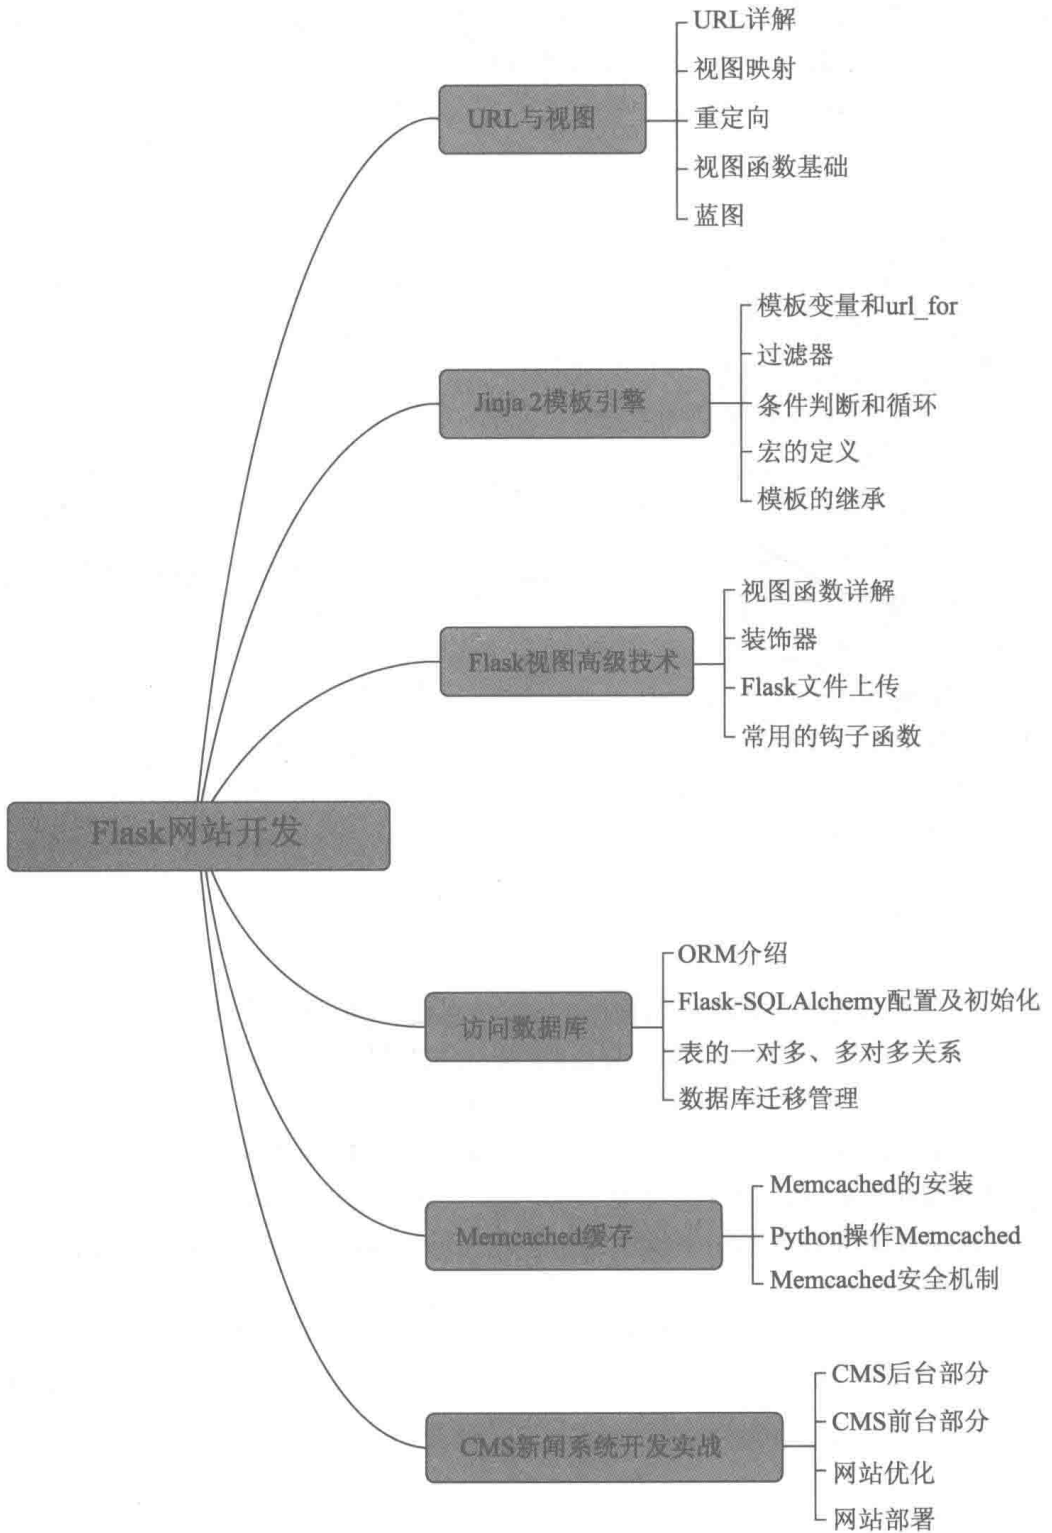 Flask网站开发
URL与视图
URL详解
视图映射
重定向
视图函数基础
蓝图
Jinja 2模板引擎
模板变量和url_for
过滤器
条件判断和循环
宏的定义
模板的继承
Flask视图高级技术
视图函数详解
装饰器
Flask文件上传
常用的钩子函数
访问数据库
ORM介绍
Flask-SQLAlchemy配置及初始化
表的一对多、多对多关系
数据库迁移管理
Memcached缓存
Memcached的安装
Python操作Memcached
Memcached安全机制
CMS新闻系统开发实战
CMS后台部分
CMS前台部分
网站优化
网站部署